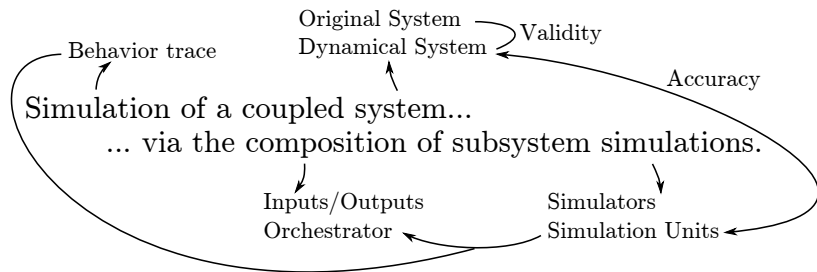 Original System
Dynamical System
Validity
Behavior trace
Accuracy
Simulation of a coupled system...
... via the composition of subsystem simulations.
Inputs/Outputs
Orchestrator
Simulators
Simulation Units